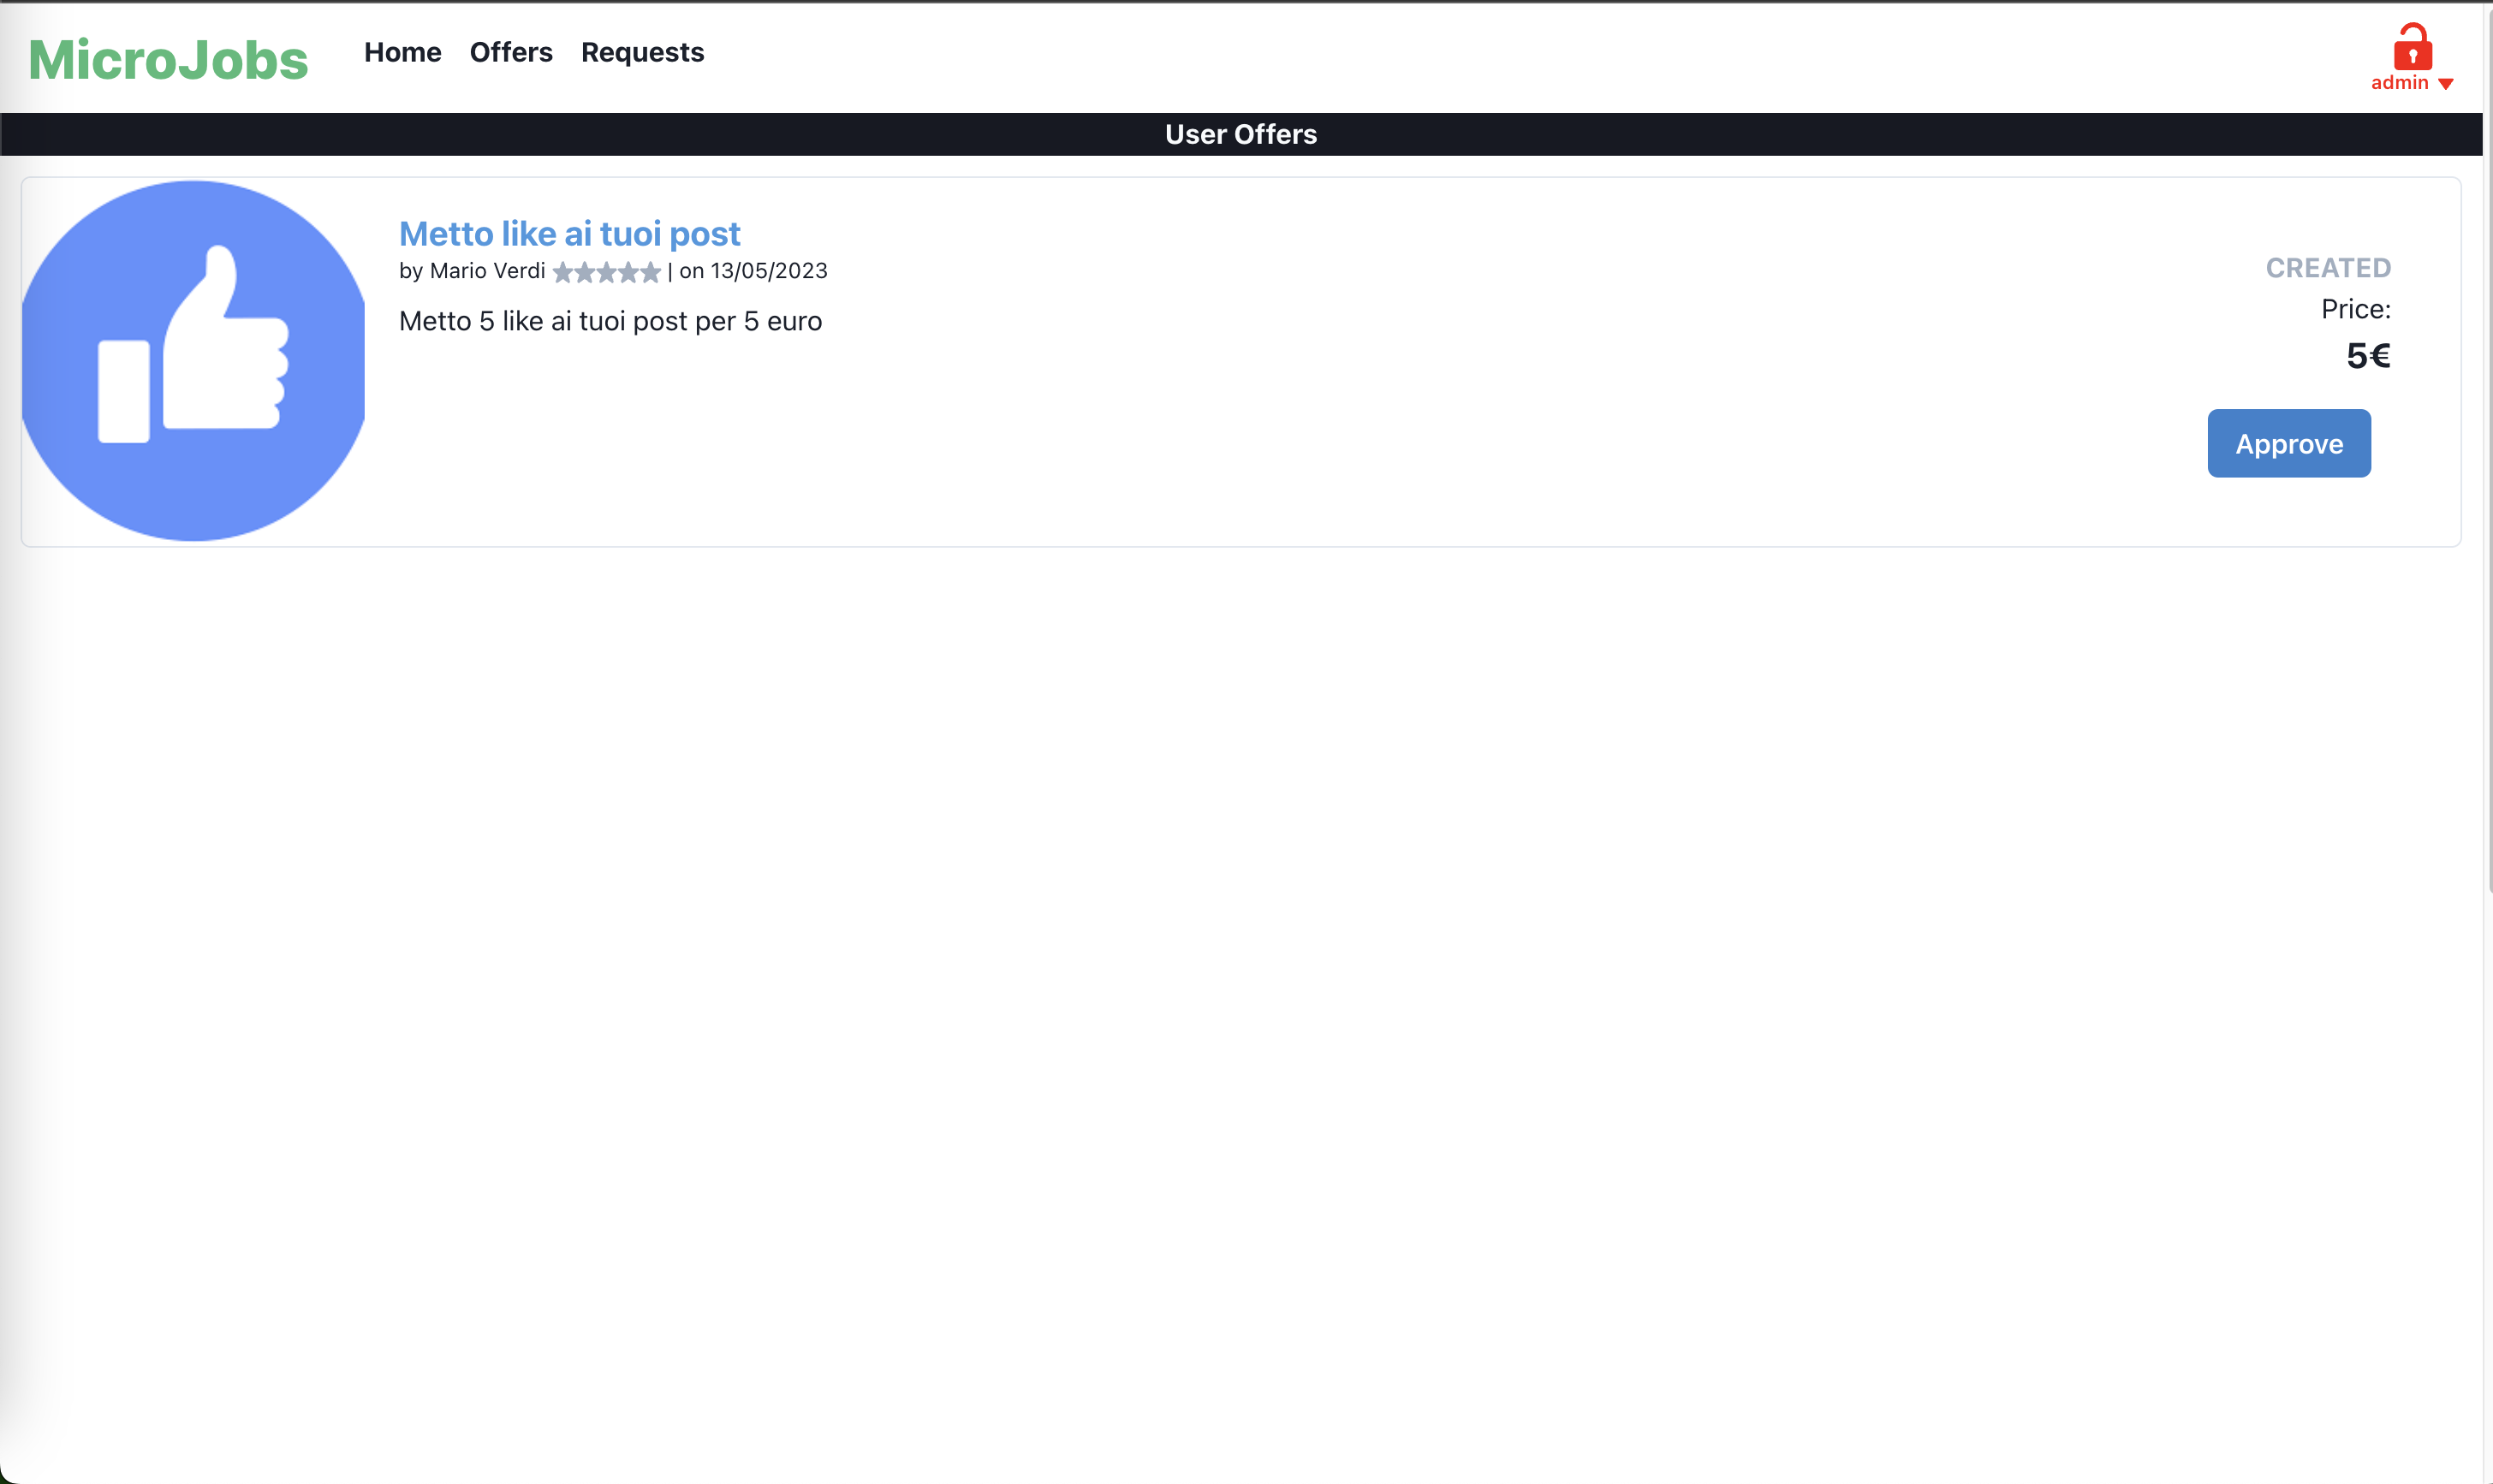 MicroJobs
Home Offers Requests
admin
User Offers
Metto like ai tuoi post
by Mario Verdi | on 13/05/2023
Metto 5 like ai tuoi post per 5 euro
CREATED
Price:
5€
Approve